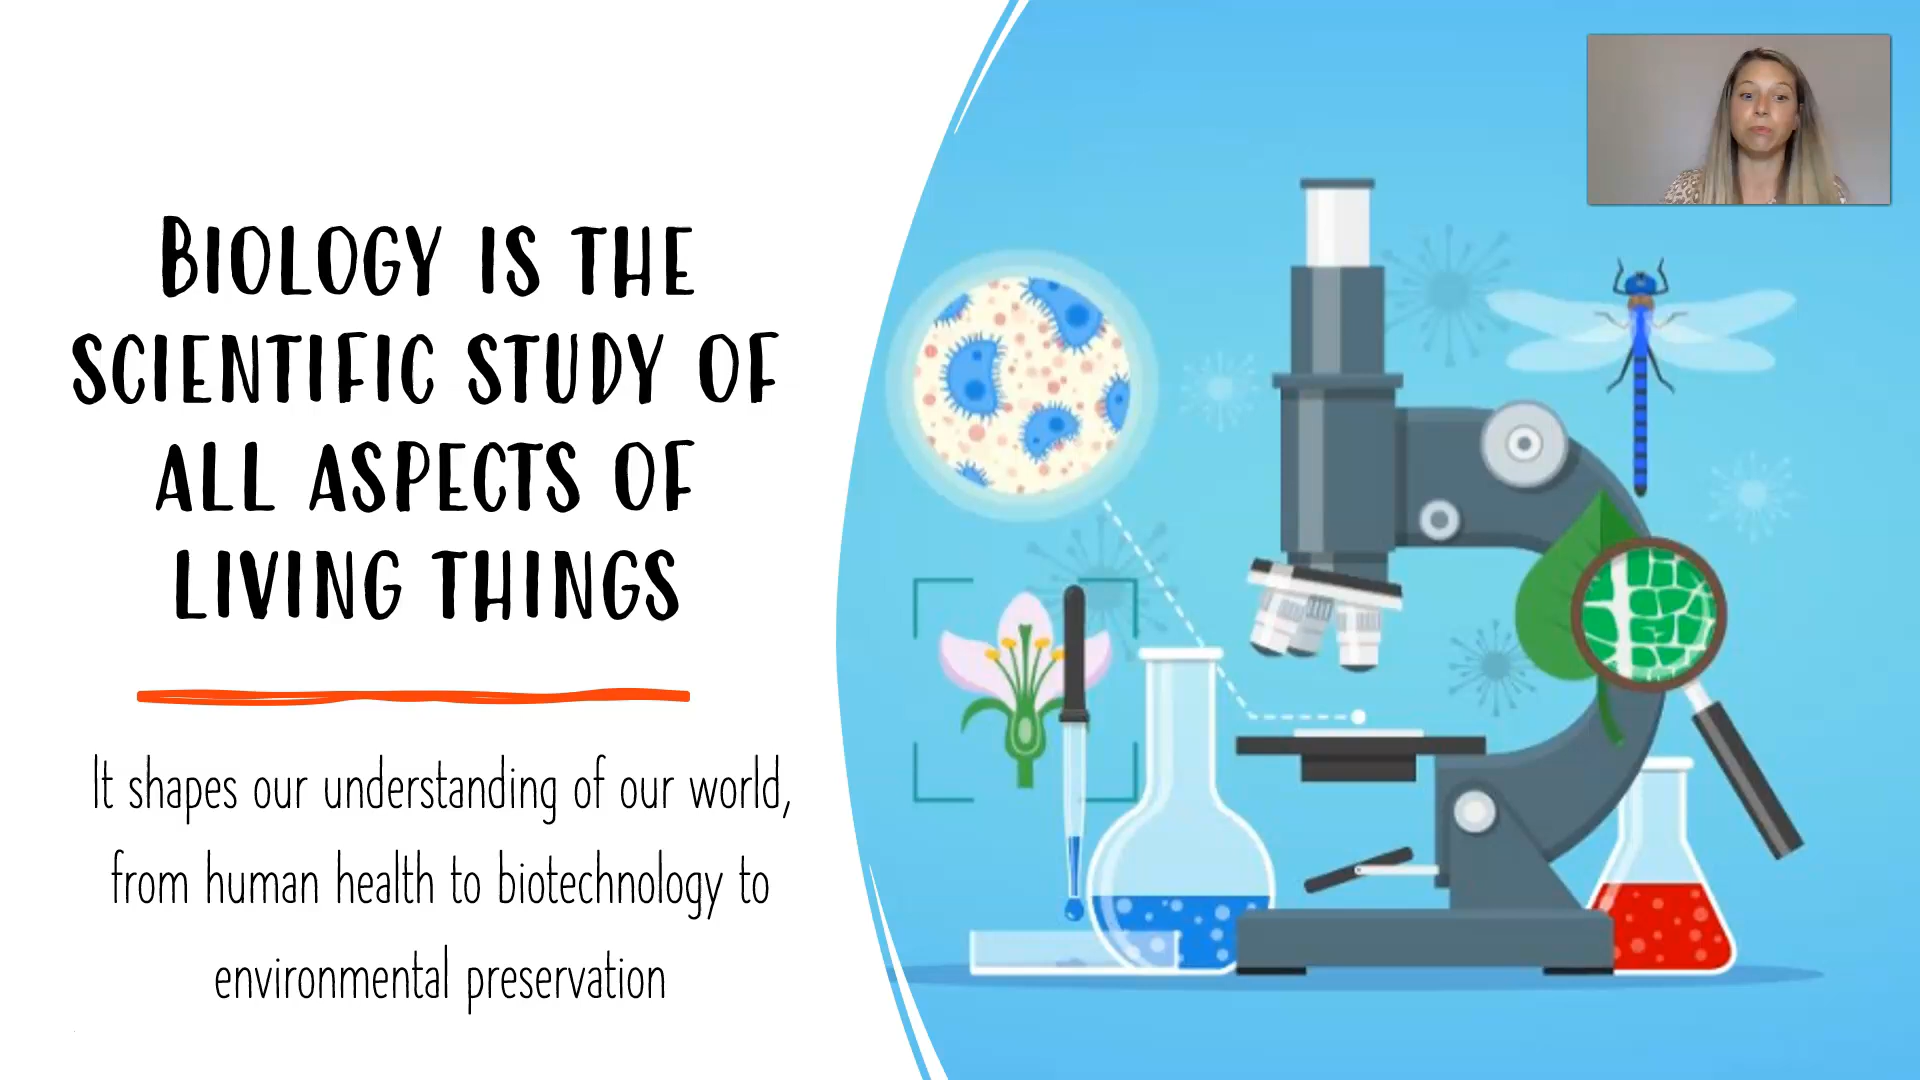 BIOLOGY IS THE
SCIENTIFIC STUDY OF
ALL ASPECTS OF
LIVING THINGS
It shapes our understanding of our world,
from human health to biotechnology to
environmental preservation